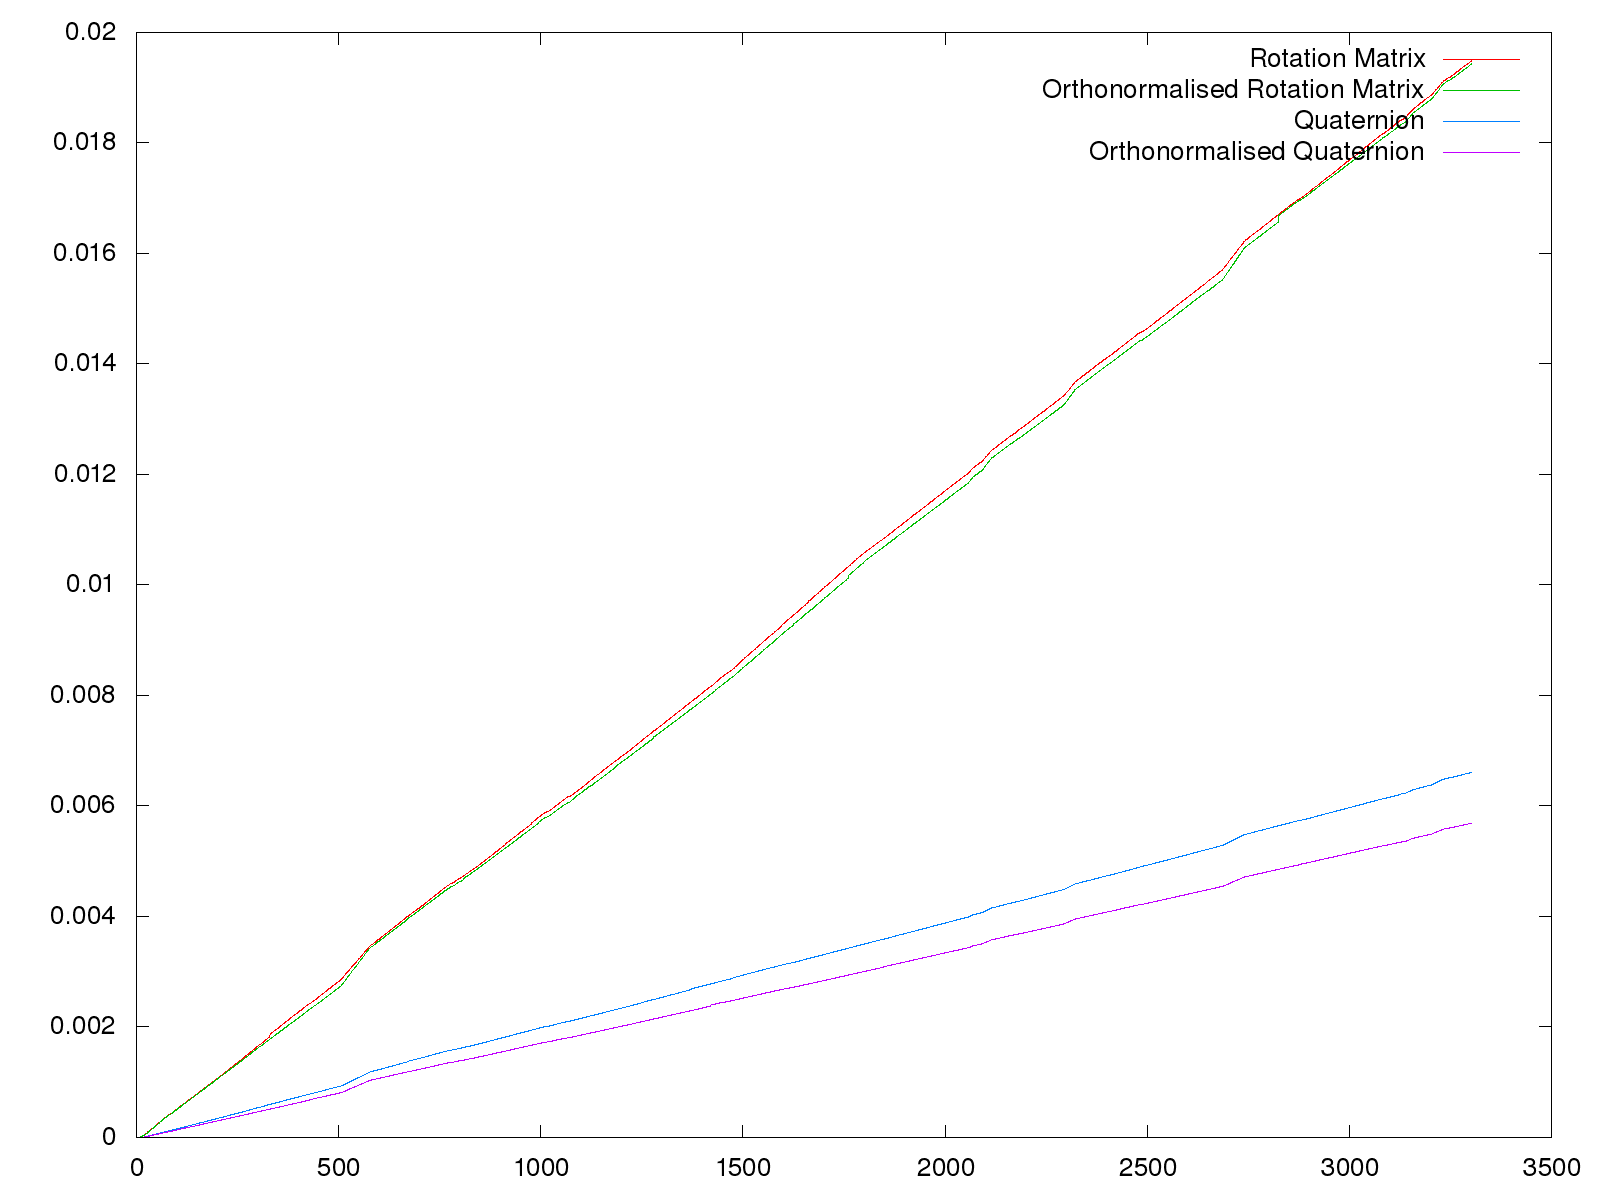 0.02
0.018
0.016
0.014
0.012
0.01
0.008
0.006
0.004
0.002
0
0 500 1000 1500 2000 2500 3000 3500
Rotation Matrix
Orthonormalised Rotation Matrix
Quaternion
Orthonormalised Quaternion